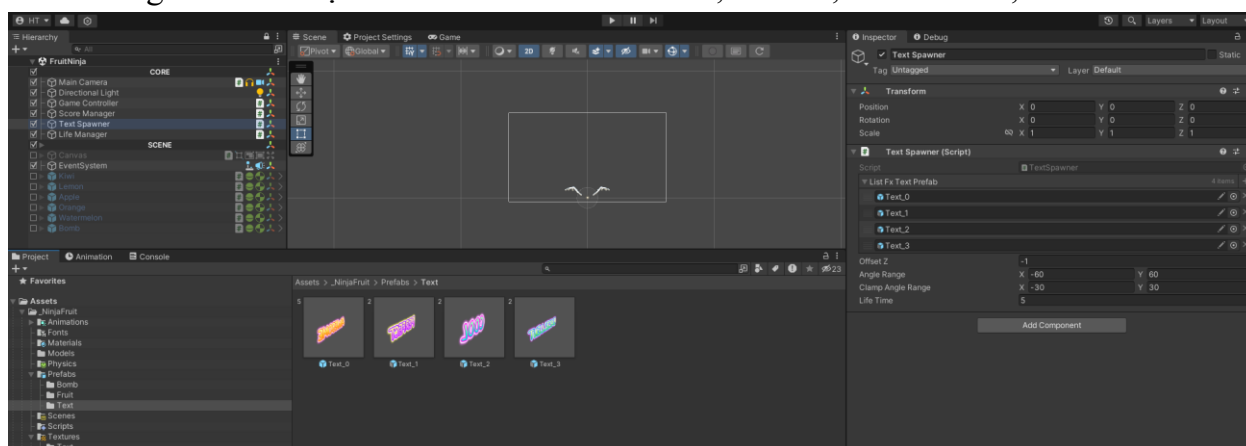 HT
Layers
Layout
Hierarchy
All
FruitNinja
CORE
Main Camera
Directional Light
Game Controller
Score Manager
Text Spawner
Life Manager
SCENE
Canvas
EventSystem
Kiwi
Lemon
Apple
Orange
Watermelon
Bomb
Scene
Project Settings
Game
Pivot
Global
2D
Inspector
Debug
Text Spawner
Static
Tag Untagged
Layer Default
Transform
Position X 0 Y 0 Z 0
Rotation X 0 Y 0 Z 0
Scale X 1 Y 1 Z 1
Text Spawner (Script)
Script TextSpawner
List Fx Text Prefab 4 items
Text_0
Text_1
Text_2
Text_3
Offset Z -1
Angle Range X -60 Y 60
Clamp Angle Range X -30 Y 30
Life Time 5
Add Component
Project
Animation
Console
23
Favorites
Assets
_NinjaFruit
Animations
Fonts
Materials
Models
Physics
Prefabs
Bomb
Fruit
Text
Scenes
Scripts
Textures
Assets > _NinjaFruit > Prefabs > Text
5 2 2 2
Text_0 Text_1 Text_2 Text_3